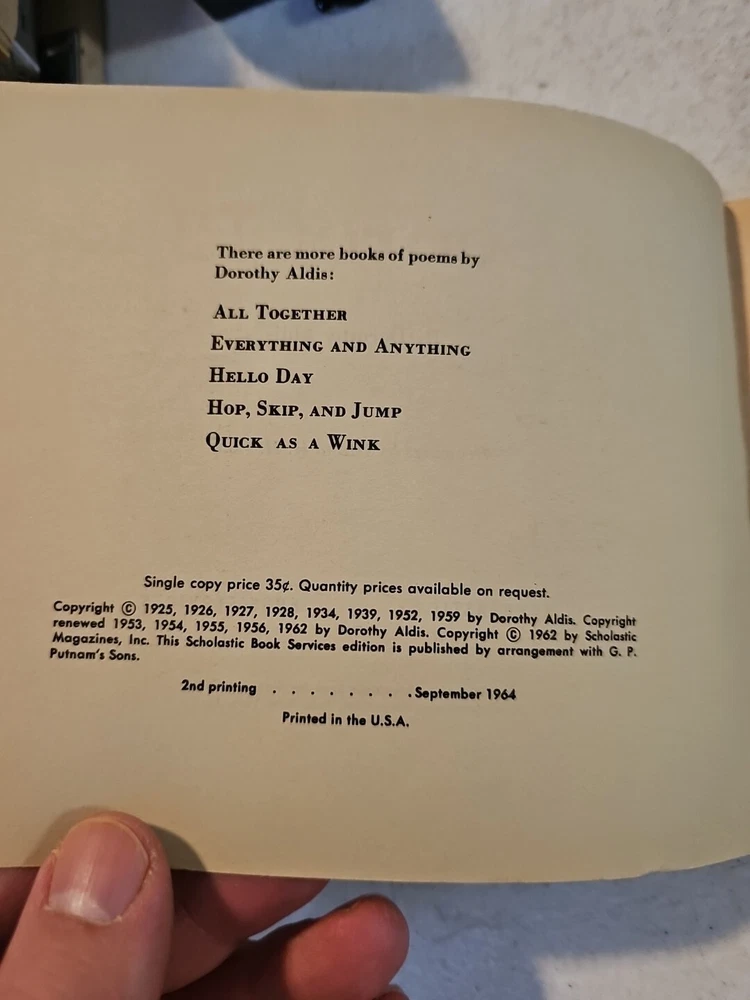 There are more books of poems by
Dorothy Aldis:
ALL TOGETHER
EVERYTHING AND ANYTHING
HELLO DAY
HOP, SKIP, AND JUMP
QUICK AS A WINK
Single copy price 35¢. Quantity prices available on request.
Copyright © 1925, 1926, 1927, 1928, 1934, 1939, 1952, 1959 by Dorothy Aldis. Copyright
renewed 1953, 1954, 1955, 1956, 1962 by Dorothy Aldis. Copyright © 1962 by Scholastic
Magazines, Inc. This Scholastic Book Services edition is published by arrangement with G. P.
Putnam's Sons.
2nd printing . . . . . . . . September 1964
Printed in the U.S.A.